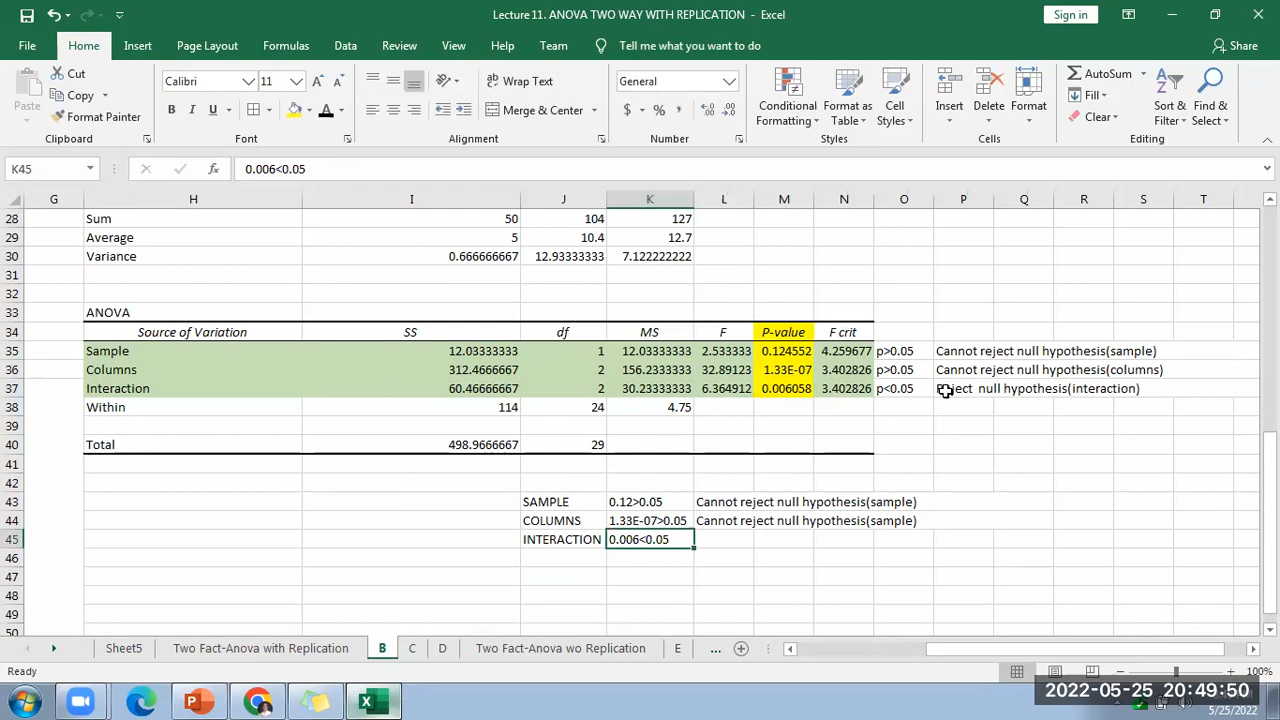 Lecture 11. ANOVA TWO WAY WITH REPLICATION - Excel
Sign in
File Home Insert Page Layout Formulas Data Review View Help Team Tell me what you want to do Share
Paste Cut Copy Format Painter Clipboard
Calibri 11 B I U A Font
Wrap Text Merge & Center Alignment
General $ % , Number
Conditional Formatting Format as Table Cell Styles Styles
Insert Delete Format Cells
AutoSum Fill Clear Sort & Filter Find & Select Editing
K45 fx 0.006<0.05
G H I J K L M N O P Q R S T
28 Sum 50 104 127
29 Average 5 10.4 12.7
30 Variance 0.666666667 12.93333333 7.122222222
31
32
33 ANOVA
34 Source of Variation SS df MS F P-value F crit
35 Sample 12.03333333 1 12.03333333 2.533333 0.124552 4.259677 p>0.05 Cannot reject null hypothesis(sample)
36 Columns 312.4666667 2 156.2333333 32.89123 1.33E-07 3.402826 p>0.05 Cannot reject null hypothesis(columns)
37 Interaction 60.46666667 2 30.23333333 6.364912 0.006058 3.402826 p<0.05 Reject null hypothesis(interaction)
38 Within 114 24 4.75
39
40 Total 498.9666667 29
41
42
43 SAMPLE 0.12>0.05 Cannot reject null hypothesis(sample)
44 COLUMNS 1.33E-07>0.05 Cannot reject null hypothesis(sample)
45 INTERACTION 0.006<0.05
46
47
48
49
50
Sheet5 Two Fact-Anova with Replication B C D Two Fact-Anova wo Replication E ...
Ready 100%
2022-05-25 20:49:50
5/25/2022